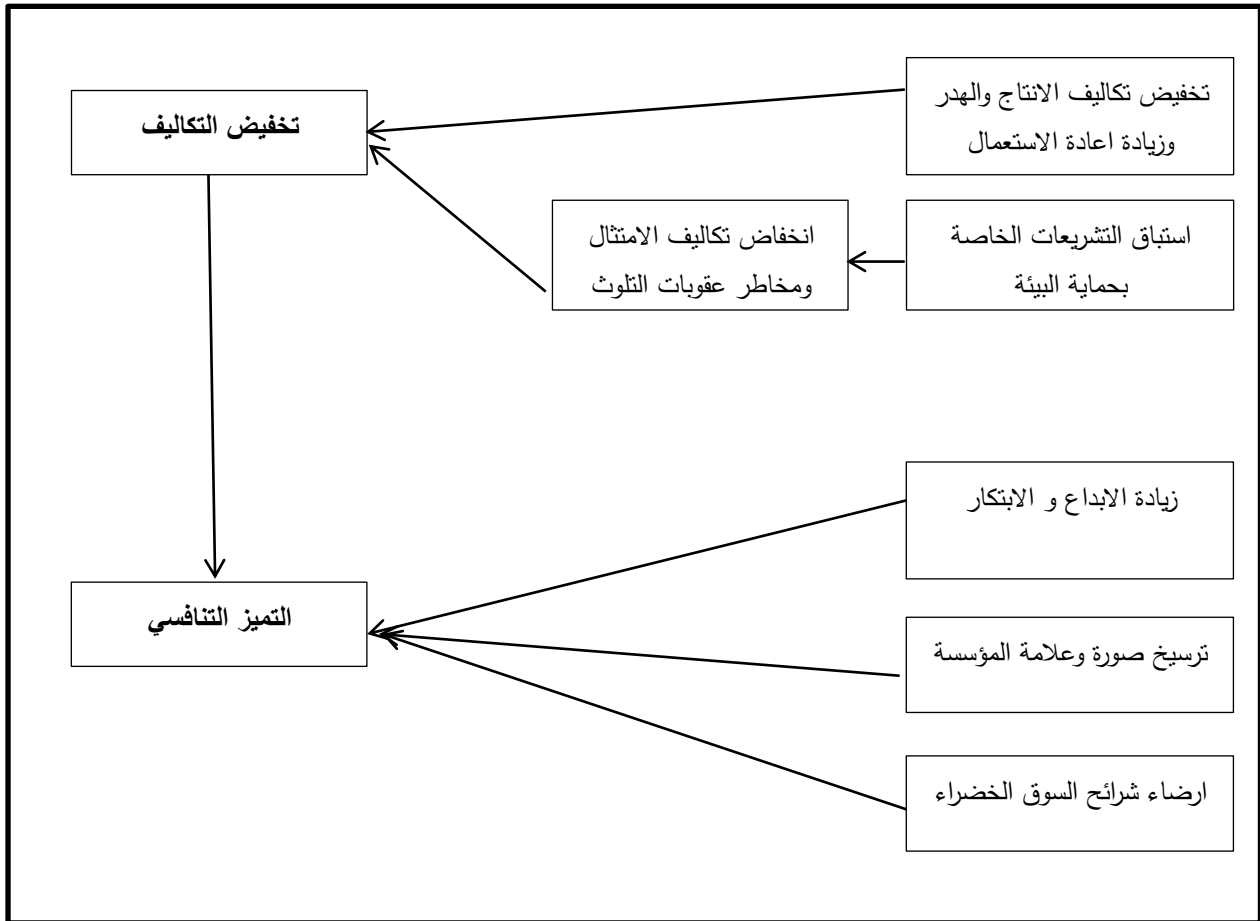 تخفيض تكاليف الانتاج والهدر
وزيادة اعادة الاستعمال
تخفيض التكاليف
استباق التشريعات الخاصة
بحماية البيئة
انخفاض تكاليف الامتثال
ومخاطر عقوبات التلوث
زيادة الابداع و الابتكار
التميز التنافسي
ترسيخ صورة وعلامة المؤسسة
ارضاء شرائح السوق الخضراء